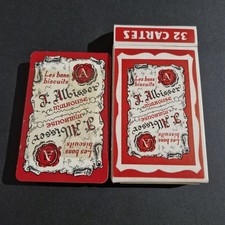 Les bons
biscuits
A
J. Albisser
MULHOUSE
MULHOUSE
J. Albisser
Les bons
biscuits
A
32 CARTES
Les bons
biscuits
A
J. Albisser
MULHOUSE
MULHOUSE
J. Albisser
Les bons
biscuits
A